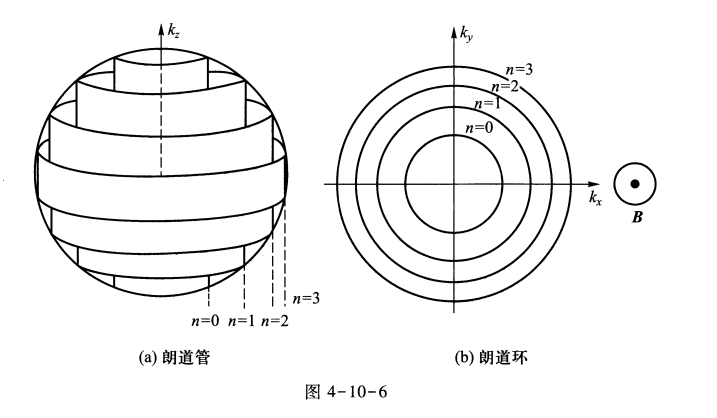 k_z
n=0 n=1 n=2
n=3
(a) 朗道管
k_y
n=3
n=2
n=1
n=0
k_x
B
(b) 朗道环
图 4-10-6